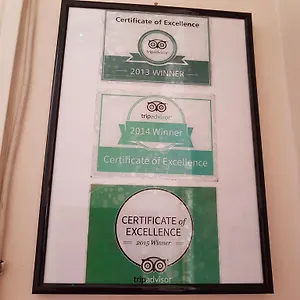 Certificate of Excellence
tripadvisor
2013 WINNER
tripadvisor
2014 Winner
Certificate of Excellence
CERTIFICATE of
EXCELLENCE
2015 Winner
tripadvisor